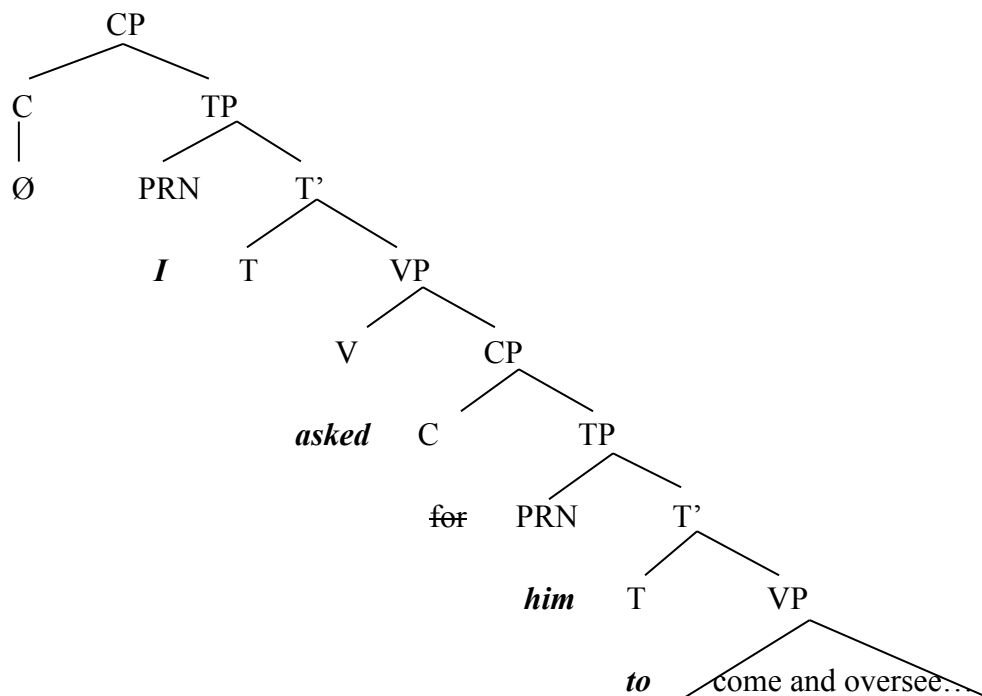 CP
C TP
Ø PRN T’
I T VP
V CP
asked C TP
for PRN T’
him T VP
to come and oversee…